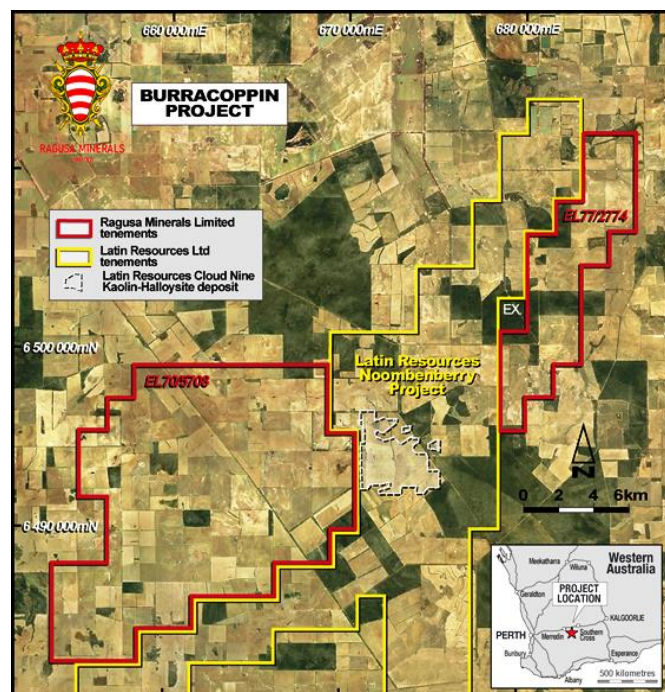 660 000mE
670 000mE
680 000mE
RAGUSA MINERALS
BURRACOPPIN
PROJECT
Ragusa Minerals Limited
tenements
Latin Resources Ltd
tenements
Latin Resources Cloud Nine
Kaolin-Halloysite deposit
EL77/2774
EX.
6 500 000mN
Latin Resources
Noombenberry
Project
EL70/5708
N
0 2 4 6km
6 490 000mN
Western
Australia
Meekatharra
Wiluna
Geraldton
PROJECT
LOCATION
KALGOORLIE
PERTH
Merredin
Southern
Cross
Bunbury
Esperance
Albany
500 kilometres